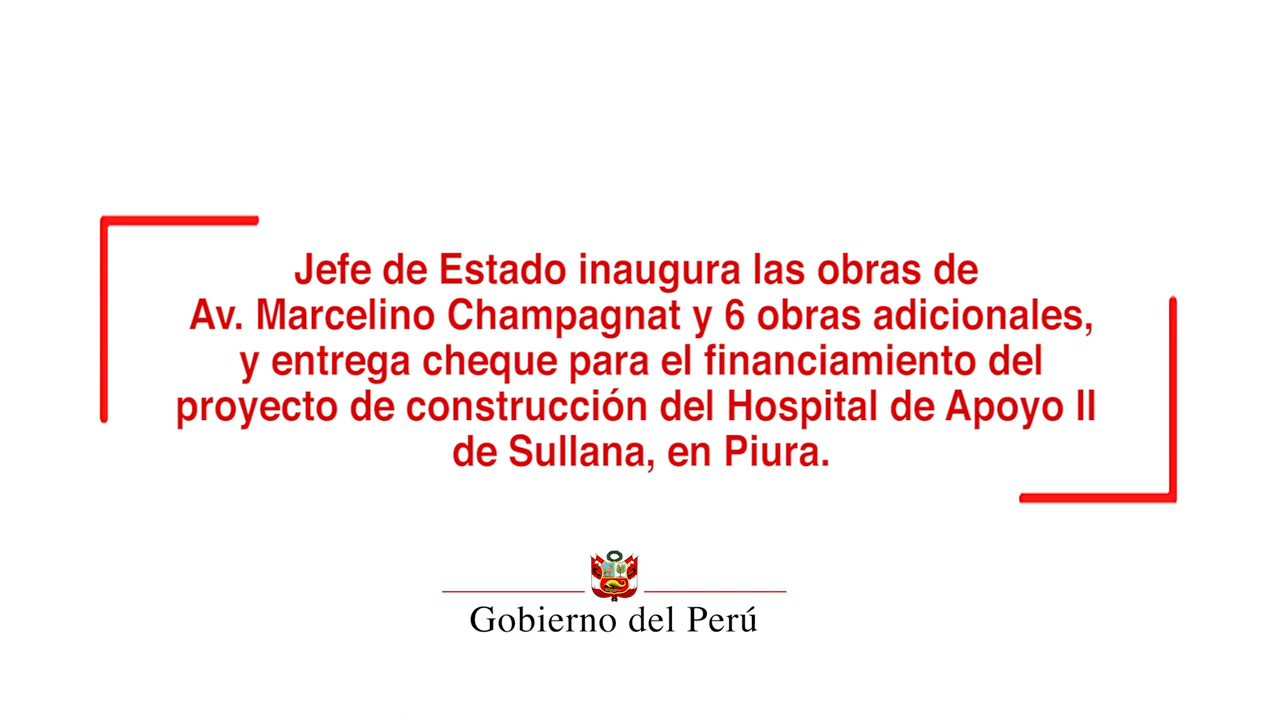 Jefe de Estado inaugura las obras de
Av. Marcelino Champagnat y 6 obras adicionales,
y entrega cheque para el financiamiento del
proyecto de construcción del Hospital de Apoyo II
de Sullana, en Piura.
Gobierno del Perú